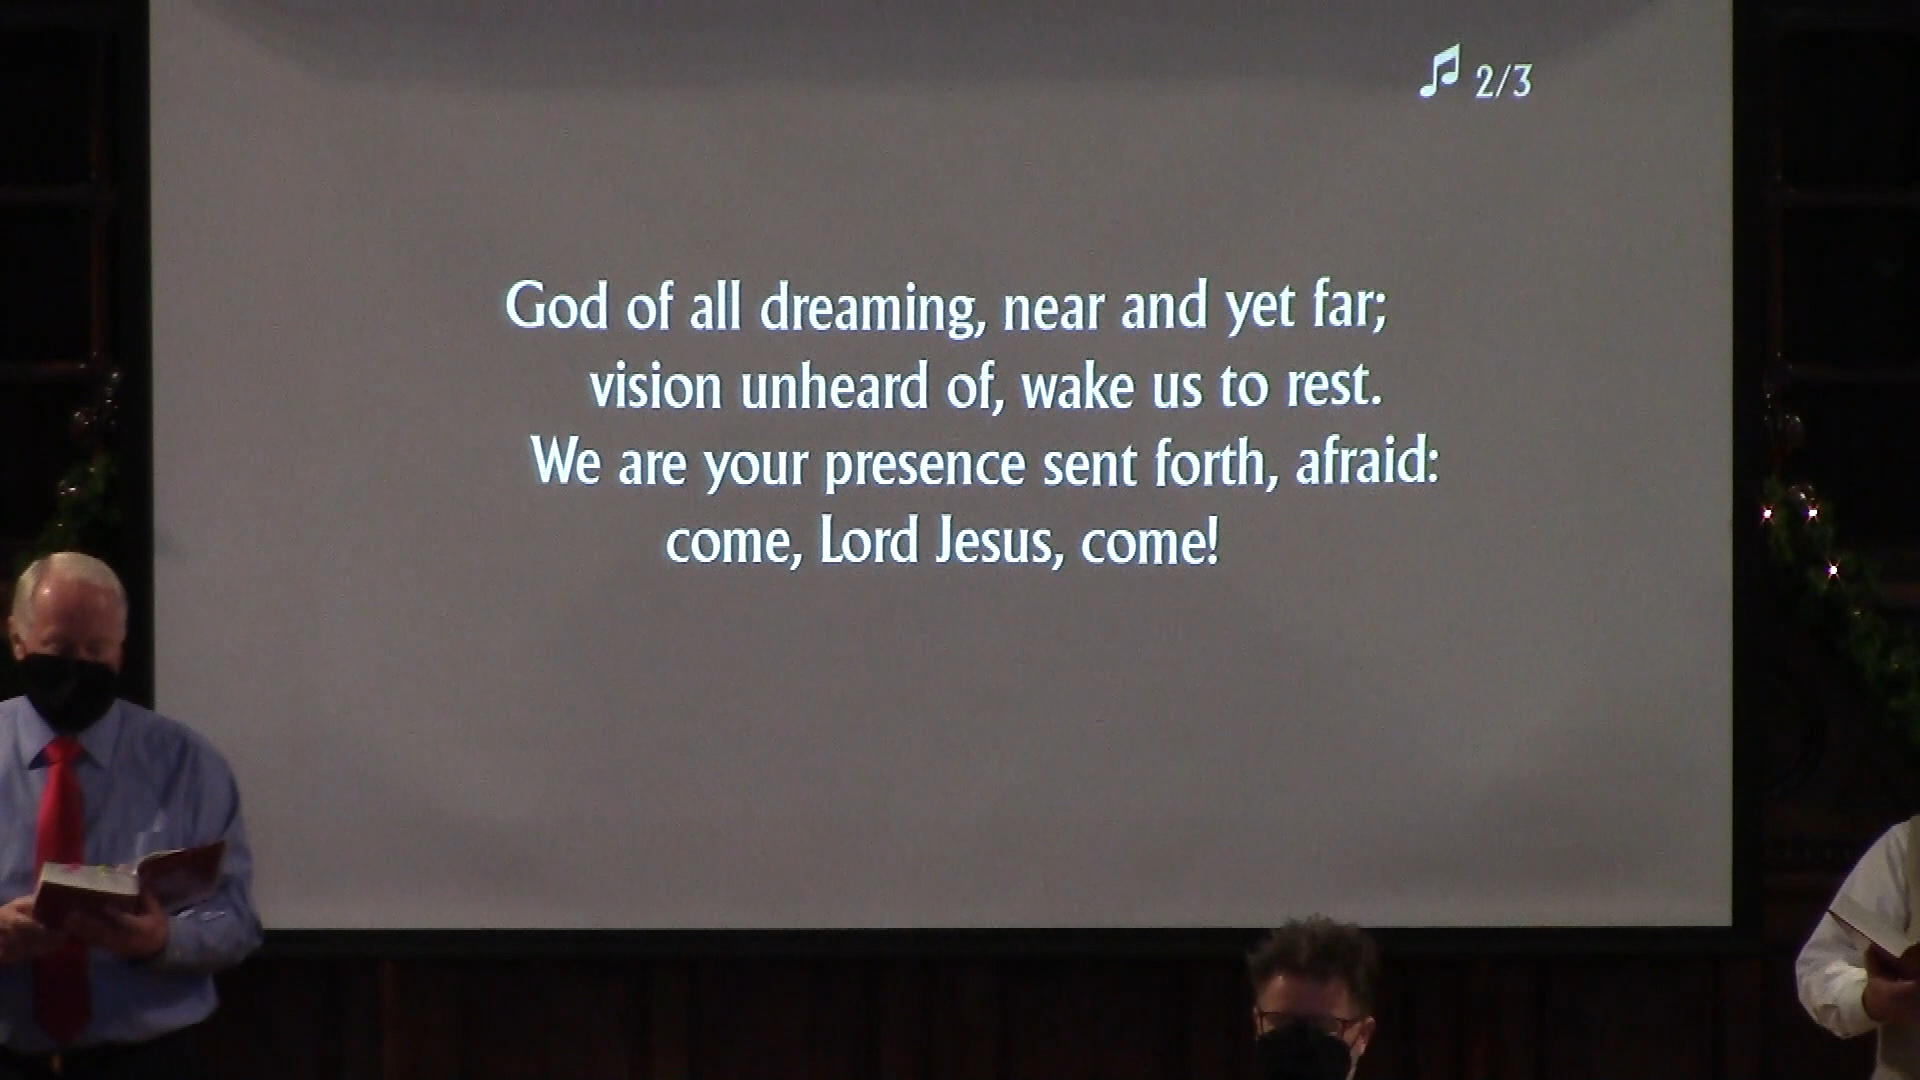 ♫ 2/3
God of all dreaming, near and yet far;
vision unheard of, wake us to rest.
We are your presence sent forth, afraid:
come, Lord Jesus, come!